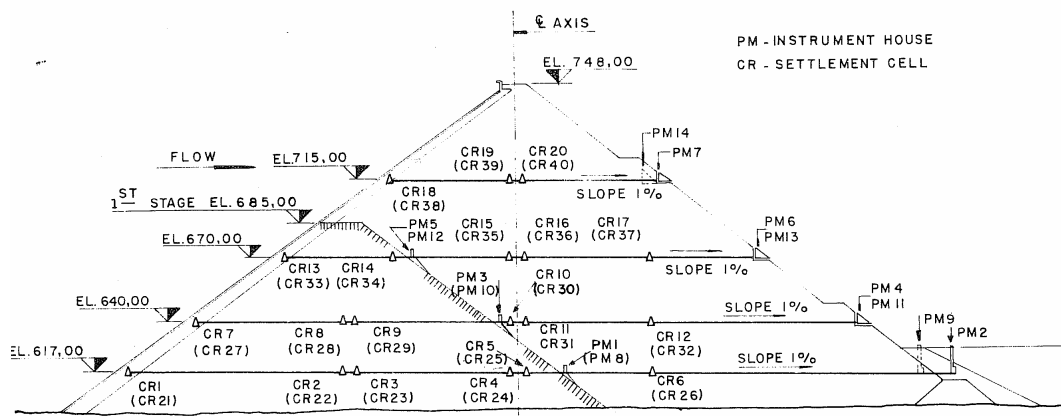 ℄ AXIS
PM - INSTRUMENT HOUSE
CR - SETTLEMENT CELL
EL. 748,00
PM14
PM7
CR19
(CR39)
CR20
(CR40)
FLOW
EL.715,00
SLOPE 1%
CR18
(CR38)
1ST STAGE EL. 685,00
PM5
PM12
CR15
(CR35)
CR16
(CR36)
CR17
(CR37)
PM6
PM13
EL.670,00
CR13
(CR33)
CR14
(CR34)
SLOPE 1%
PM3
(PM10)
CR10
(CR30)
EL.640,00
SLOPE 1%
PM4
PM11
CR7
(CR27)
CR8
(CR28)
CR9
(CR29)
CR11
CR31
CR12
(CR32)
PM9
PM2
EL.617,00
CR5
(CR25)
PM1
(PM8)
SLOPE 1%
CR1
(CR21)
CR2
(CR22)
CR3
(CR23)
CR4
(CR24)
CR6
(CR26)